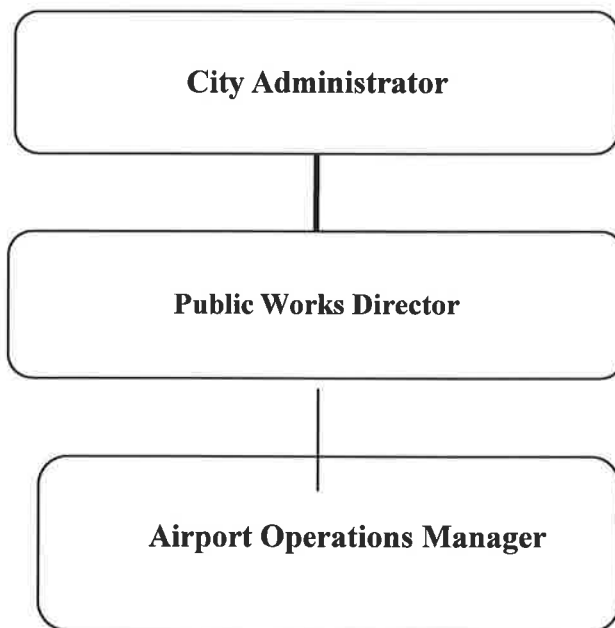 City Administrator
Public Works Director
Airport Operations Manager